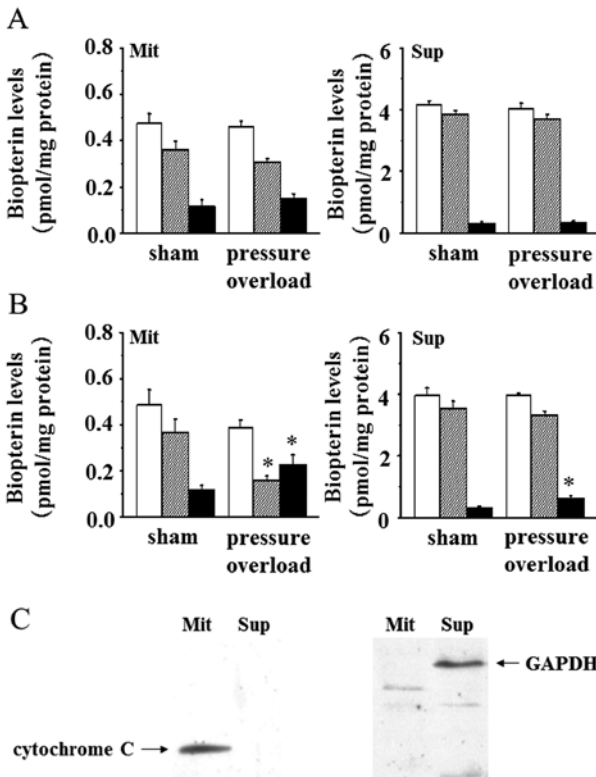 A
Biopterin levels
(pmol/mg protein)
Mit
0.8
0.6
0.4
0.2
0.0
sham
pressure
overload
Biopterin levels
(pmol/mg protein)
Sup
6
4
2
0
sham
pressure
overload
B
Biopterin levels
(pmol/mg protein)
Mit
0.8
0.6
0.4
0.2
0.0
*
*
sham
pressure
overload
Biopterin levels
(pmol/mg protein)
Sup
6
4
2
0
*
sham
pressure
overload
C
Mit Sup
cytochrome C →
Mit Sup
← GAPDH